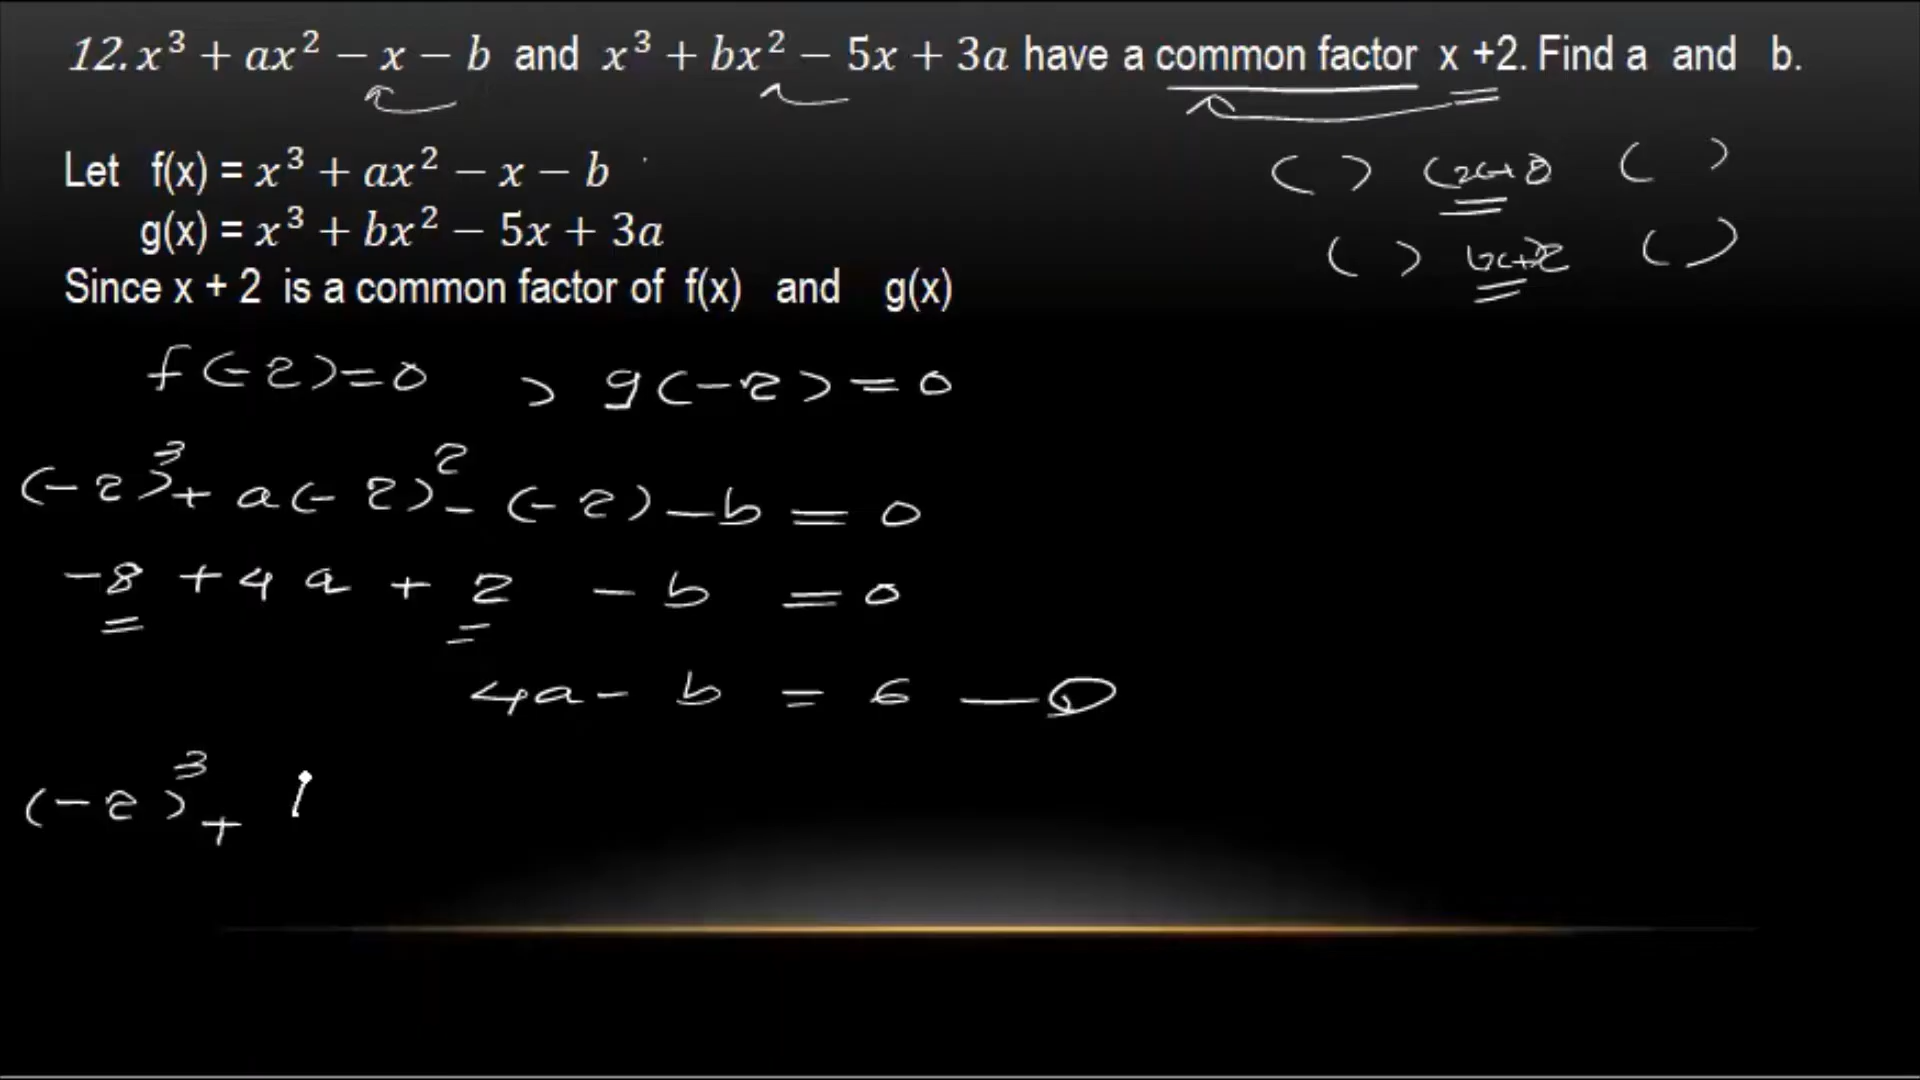 12. x³ + ax² − x − b and x³ + bx² − 5x + 3a have a common factor x +2. Find a and b.
Let f(x) = x³ + ax² − x − b
( ) (x+2) ( )
g(x) = x³ + bx² − 5x + 3a
( ) (x+2) ( )
Since x + 2 is a common factor of f(x) and g(x)
f(-2)=0 , g(-2)=0
(-2)³ + a(-2)² - (-2) - b = 0
-8 + 4a + 2 - b = 0
4a - b = 6 — ①
(-2)³ +